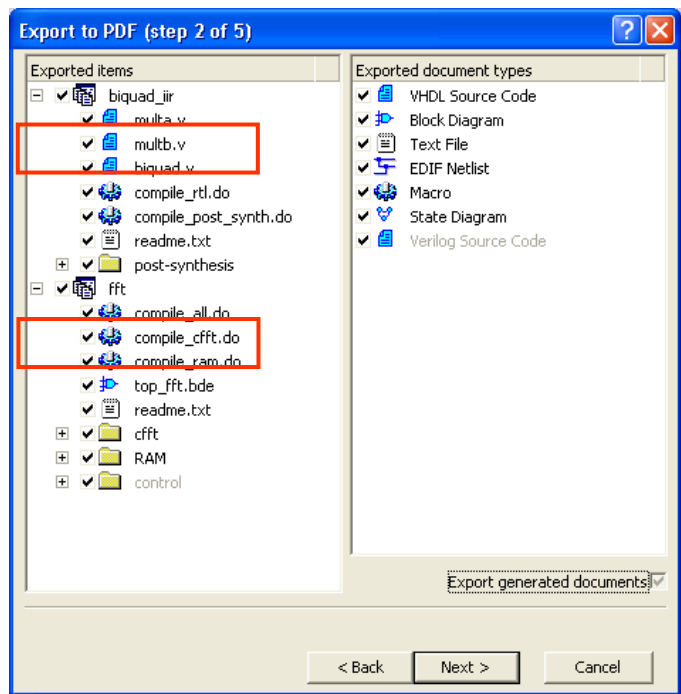 Export to PDF (step 2 of 5)
Exported items
biquad_iir
multa.v
multb.v
biquad.v
compile_rtl.do
compile_post_synth.do
readme.txt
post-synthesis
fft
compile_all.do
compile_cfft.do
compile_ram.do
top_fft.bde
readme.txt
cfft
RAM
control
Exported document types
VHDL Source Code
Block Diagram
Text File
EDIF Netlist
Macro
State Diagram
Verilog Source Code
Export generated documents
< Back
Next >
Cancel